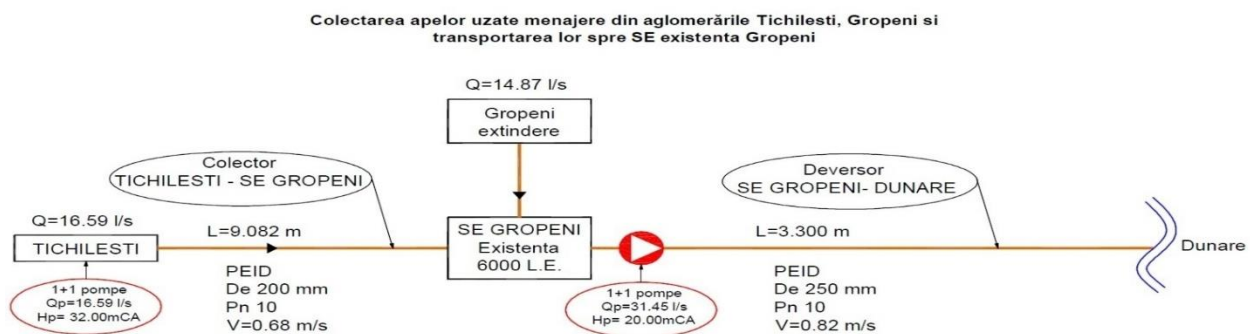 Colectarea apelor uzate menajere din aglomerările Tichilesti, Gropeni si
transportarea lor spre SE existenta Gropeni
Q=14.87 l/s
Gropeni
extindere
Colector
TICHILESTI - SE GROPENI
Deversor
SE GROPENI- DUNARE
Q=16.59 l/s
TICHILESTI
L=9.082 m
SE GROPENI
Existenta
6000 L.E.
L=3.300 m
Dunare
1+1 pompe
Qp=16.59 l/s
Hp= 32.00mCA
PEID
De 200 mm
Pn 10
V=0.68 m/s
1+1 pompe
Qp=31.45 l/s
Hp= 20.00mCA
PEID
De 250 mm
Pn 10
V=0.82 m/s